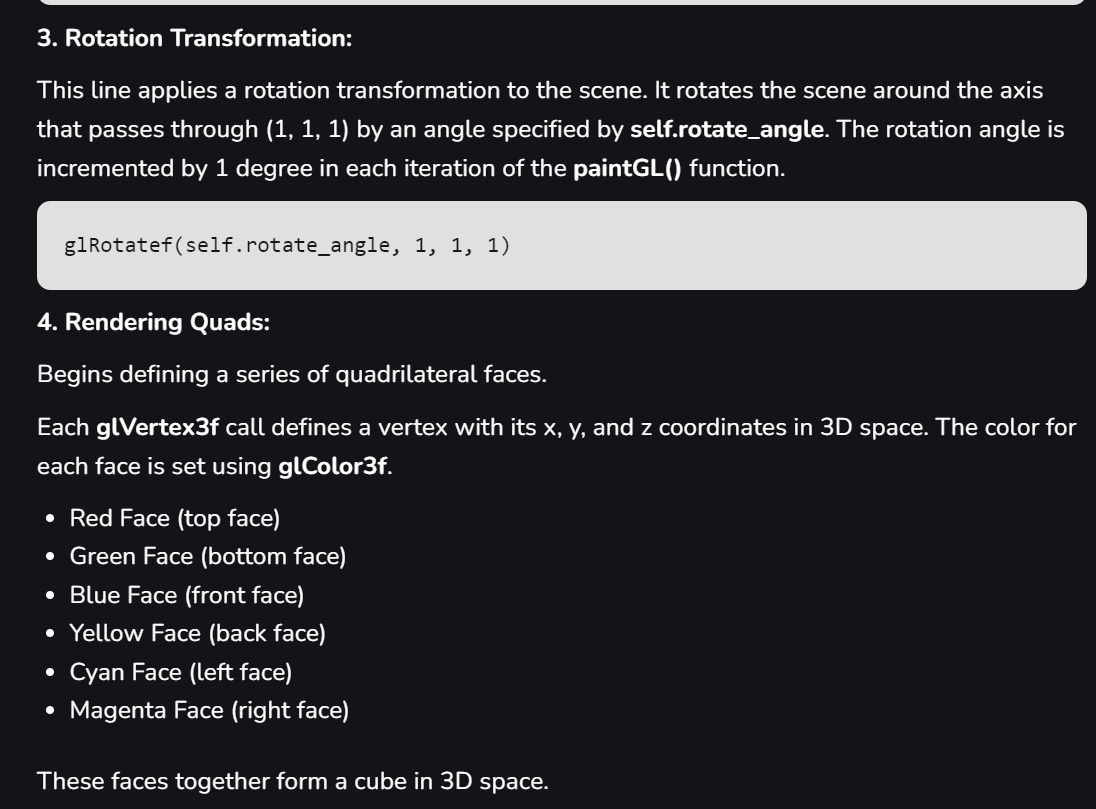 3. Rotation Transformation:
This line applies a rotation transformation to the scene. It rotates the scene around the axis
that passes through (1, 1, 1) by an angle specified by self.rotate_angle. The rotation angle is
incremented by 1 degree in each iteration of the paintGL() function.
glRotatef(self.rotate_angle, 1, 1, 1)
4. Rendering Quads:
Begins defining a series of quadrilateral faces.
Each glVertex3f call defines a vertex with its x, y, and z coordinates in 3D space. The color for
each face is set using glColor3f.
• Red Face (top face)
• Green Face (bottom face)
• Blue Face (front face)
• Yellow Face (back face)
• Cyan Face (left face)
• Magenta Face (right face)
These faces together form a cube in 3D space.